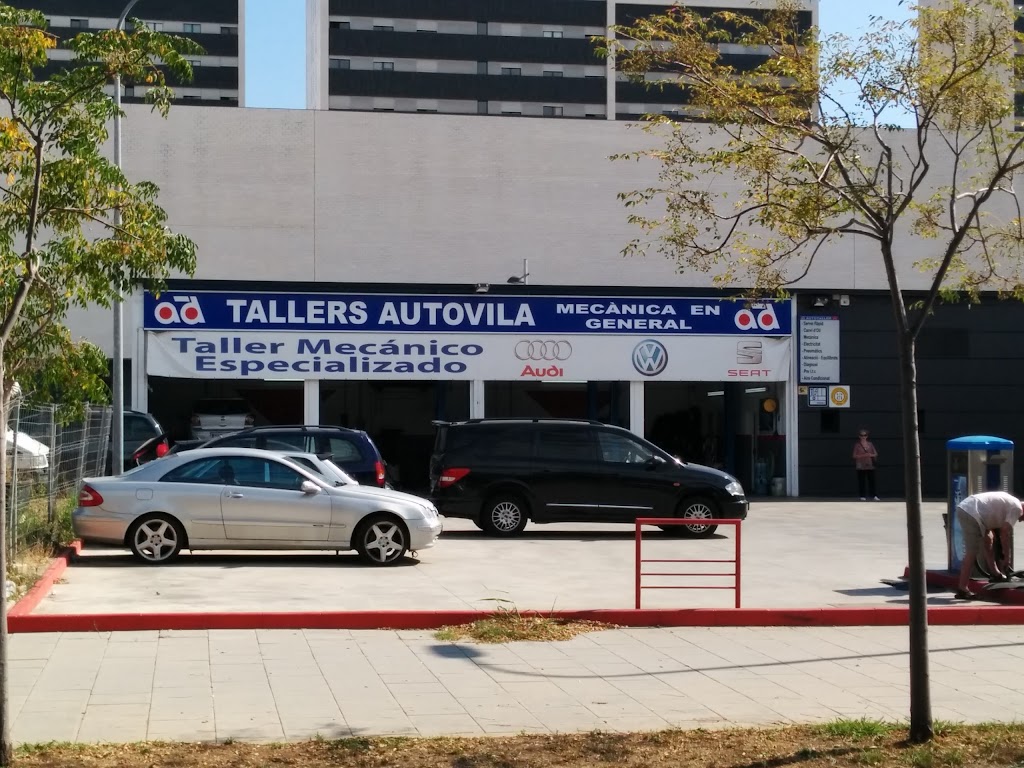 ad TALLERS AUTOVILA MECÀNICA EN GENERAL ad
Taller Mecánico
Especializado
Audi
SEAT